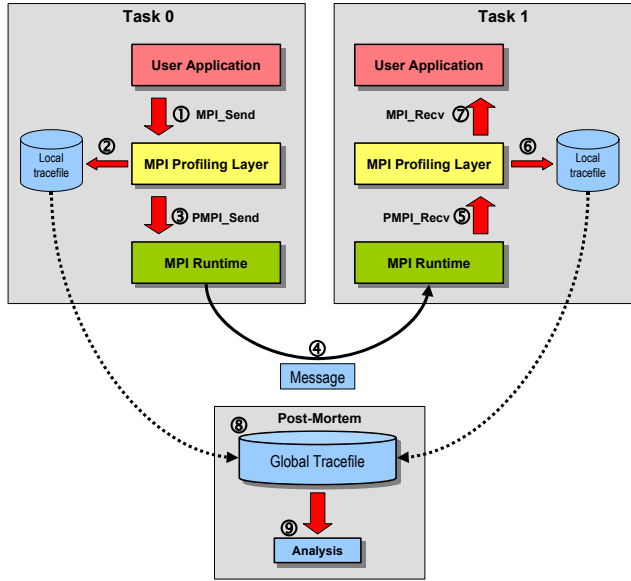 Task 0
Task 1
User Application
User Application
① MPI_Send
MPI_Recv ⑦
②
⑥
Local
tracefile
MPI Profiling Layer
MPI Profiling Layer
Local
tracefile
③ PMPI_Send
PMPI_Recv ⑤
MPI Runtime
MPI Runtime
④
Message
Post-Mortem
⑧
Global Tracefile
⑨
Analysis